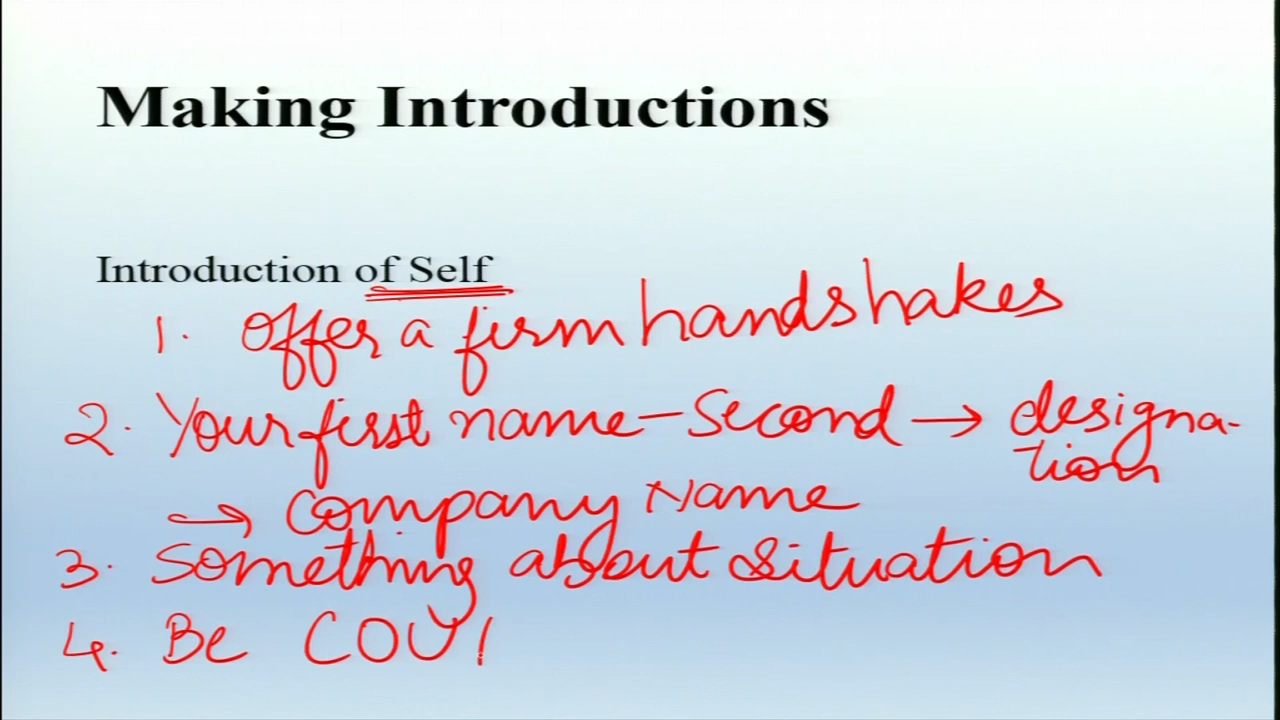 Making Introductions
Introduction of Self
1. Offer a firm handshakes
2. Your first name – Second → designa-
tion
→ Company Name
3. Something about situation
4. Be COU